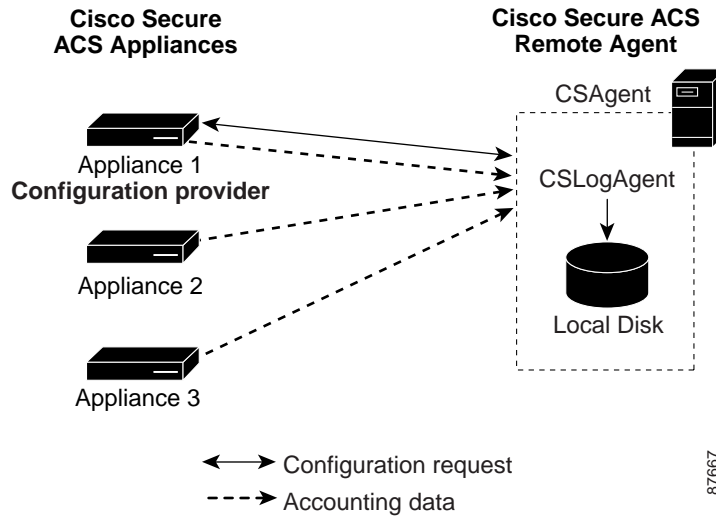 Cisco Secure
ACS Appliances
Cisco Secure ACS
Remote Agent
CSAgent
Appliance 1
Configuration provider
CSLogAgent
Appliance 2
Local Disk
Appliance 3
Configuration request
Accounting data
87667